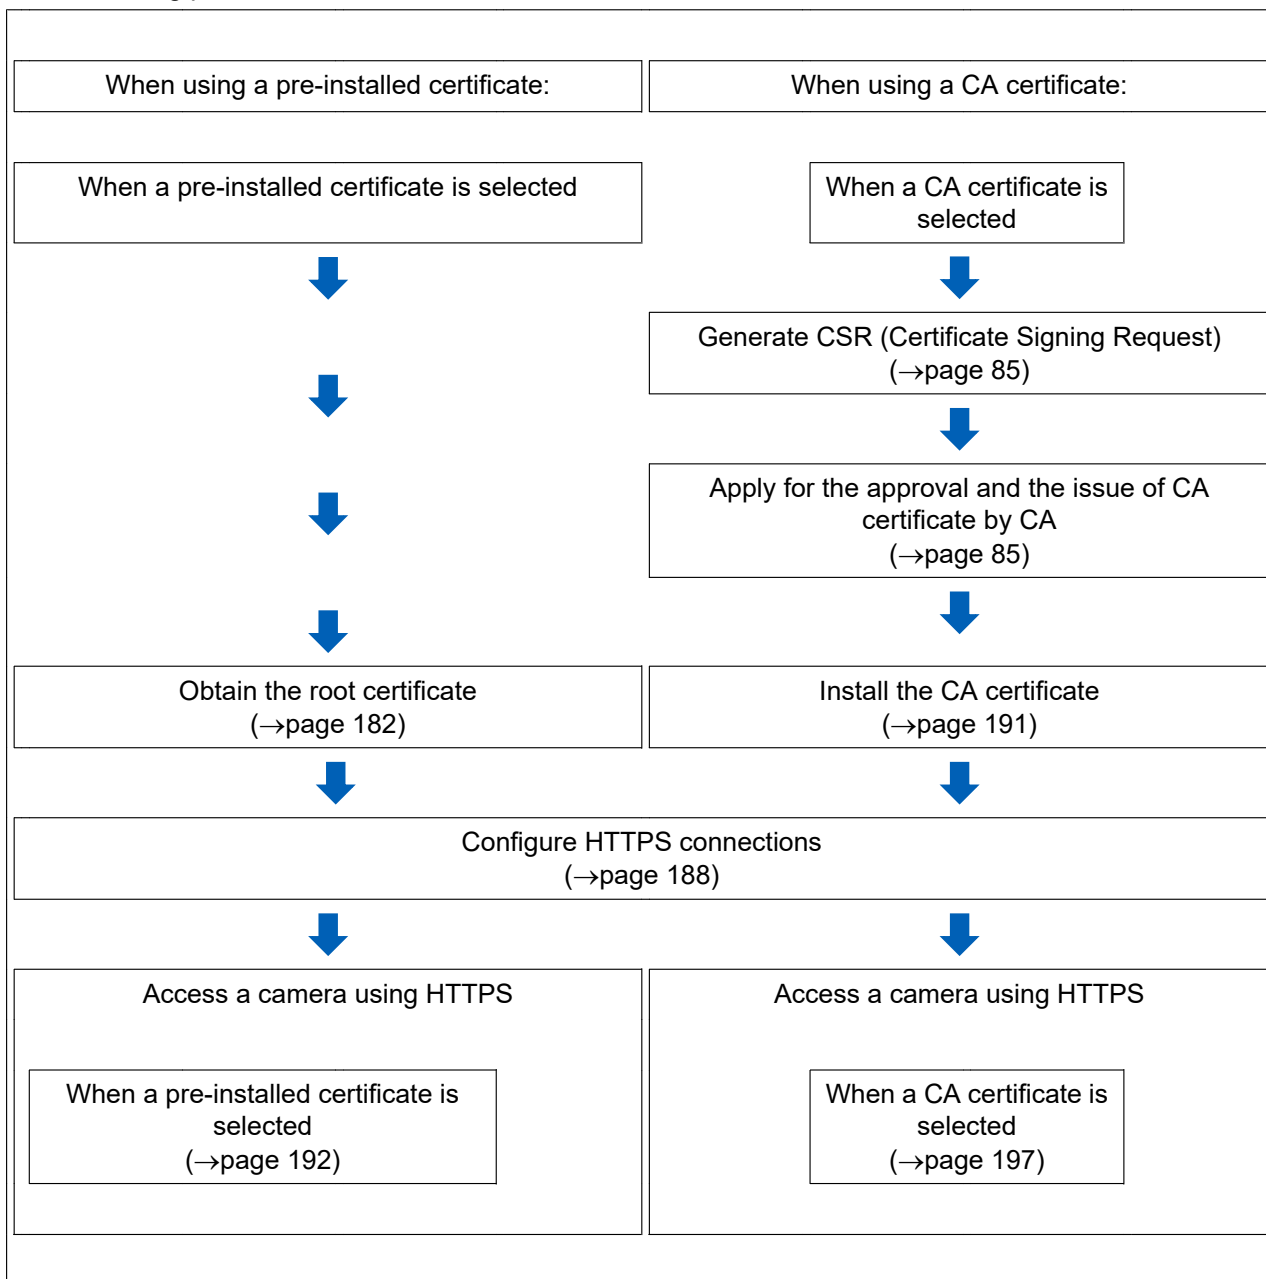 When using a pre-installed certificate:
When using a CA certificate:
When a pre-installed certificate is selected
When a CA certificate is
selected
Generate CSR (Certificate Signing Request)
(→page 85)
Apply for the approval and the issue of CA
certificate by CA
(→page 85)
Obtain the root certificate
(→page 182)
Install the CA certificate
(→page 191)
Configure HTTPS connections
(→page 188)
Access a camera using HTTPS
When a pre-installed certificate is
selected
(→page 192)
Access a camera using HTTPS
When a CA certificate is
selected
(→page 197)